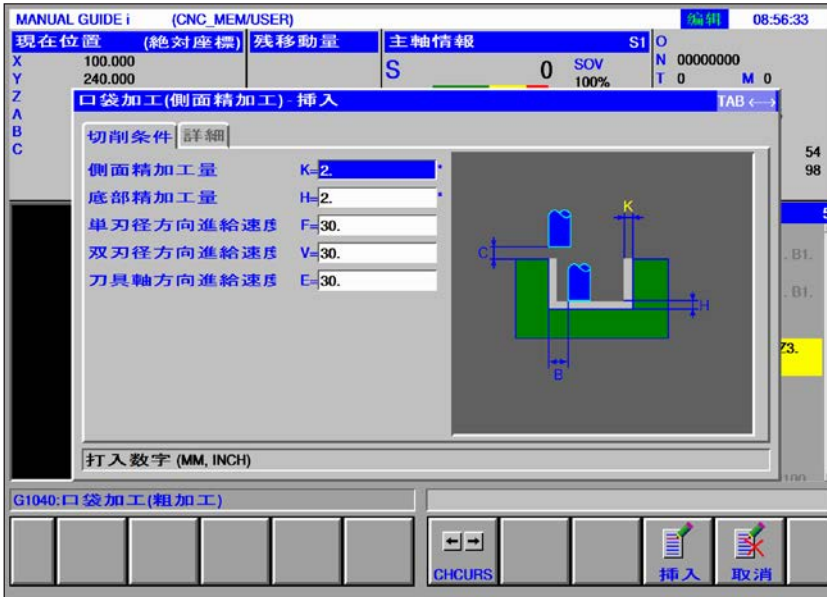 MANUAL GUIDE i (CNC_MEM/USER) 编辑 08:56:33
現在位置 (絶対座標) 残移動量 主軸情報 S1 O
X 100.000 N 00000000
Y 240.000 S 0 SOV 100% T 0 M 0
Z
A
B
C
54
98
口袋加工(側面精加工)-挿入 TAB ←→
切削条件 詳細
側面精加工量 K=2.
底部精加工量 H=2.
単刃径方向進給速度 F=30.
双刃径方向進給速度 V=30.
刀具軸方向進給速度 E=30.
K
C
H
B
B1.
B1.
Z3.
打入数字 (MM, INCH)
G1040:口袋加工(粗加工)
CHCURS 挿入 取消